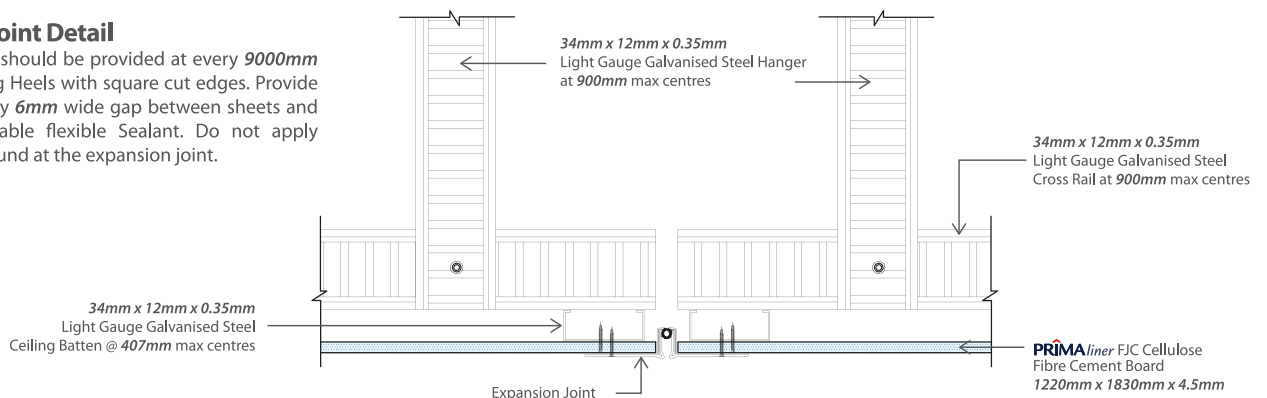 oint Detail
should be provided at every 9000mm
g Heels with square cut edges. Provide
y 6mm wide gap between sheets and
able flexible Sealant. Do not apply
und at the expansion joint.
34mm x 12mm x 0.35mm
Light Gauge Galvanised Steel Hanger
at 900mm max centres
34mm x 12mm x 0.35mm
Light Gauge Galvanised Steel
Cross Rail at 900mm max centres
34mm x 12mm x 0.35mm
Light Gauge Galvanised Steel
Ceiling Batten @ 407mm max centres
Expansion Joint
PRIMAliner FJC Cellulose
Fibre Cement Board
1220mm x 1830mm x 4.5mm